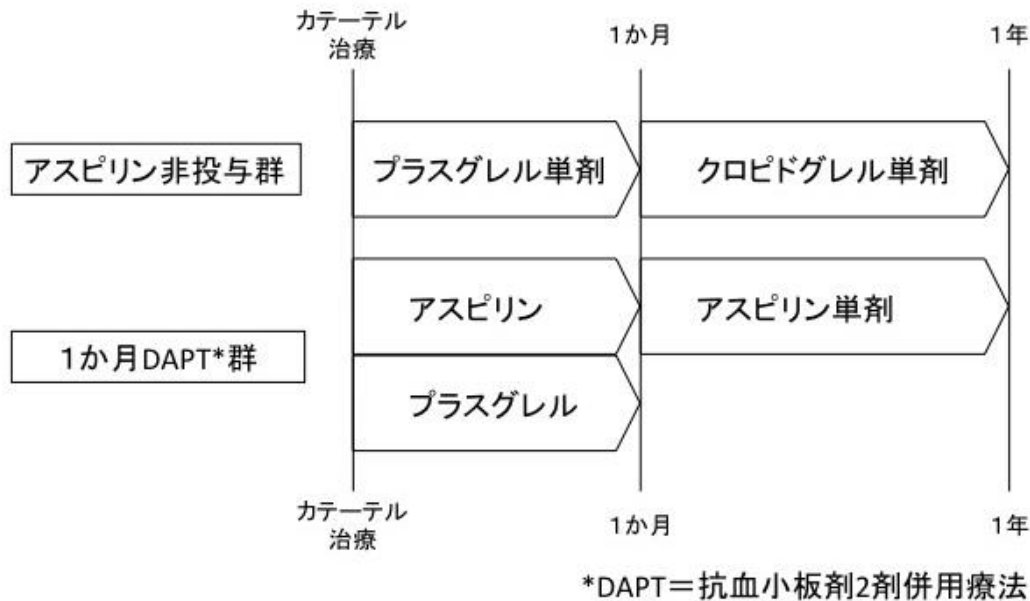 カテーテル
治療
1か月
1年
アスピリン非投与群
プラスグレル単剤
クロピドグレル単剤
アスピリン
アスピリン単剤
1か月DAPT*群
プラスグレル
カテーテル
治療
1か月
1年
*DAPT＝抗血小板剤2剤併用療法